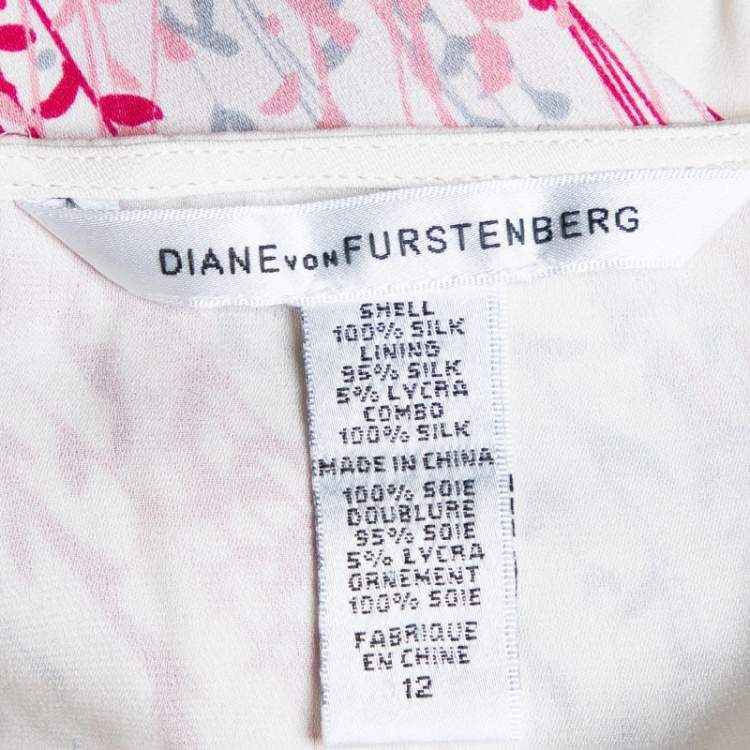 DIANE VON FURSTENBERG
SHELL
100% SILK
LINING
95% SILK
5% LYCRA
COMBO
100% SILK
MADE IN CHINA
100% SOIE
DOUBLURE
95% SOIE
5% LYCRA
ORNEMENT
100% SOIE
FABRIQUE
EN CHINE
12